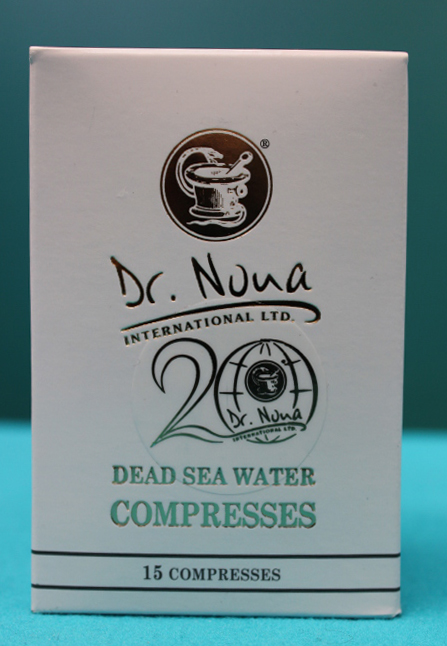 ®
Dr. Nona
INTERNATIONAL LTD.
20
Dr. Nona
INTERNATIONAL LTD.
DEAD SEA WATER
COMPRESSES
15 COMPRESSES